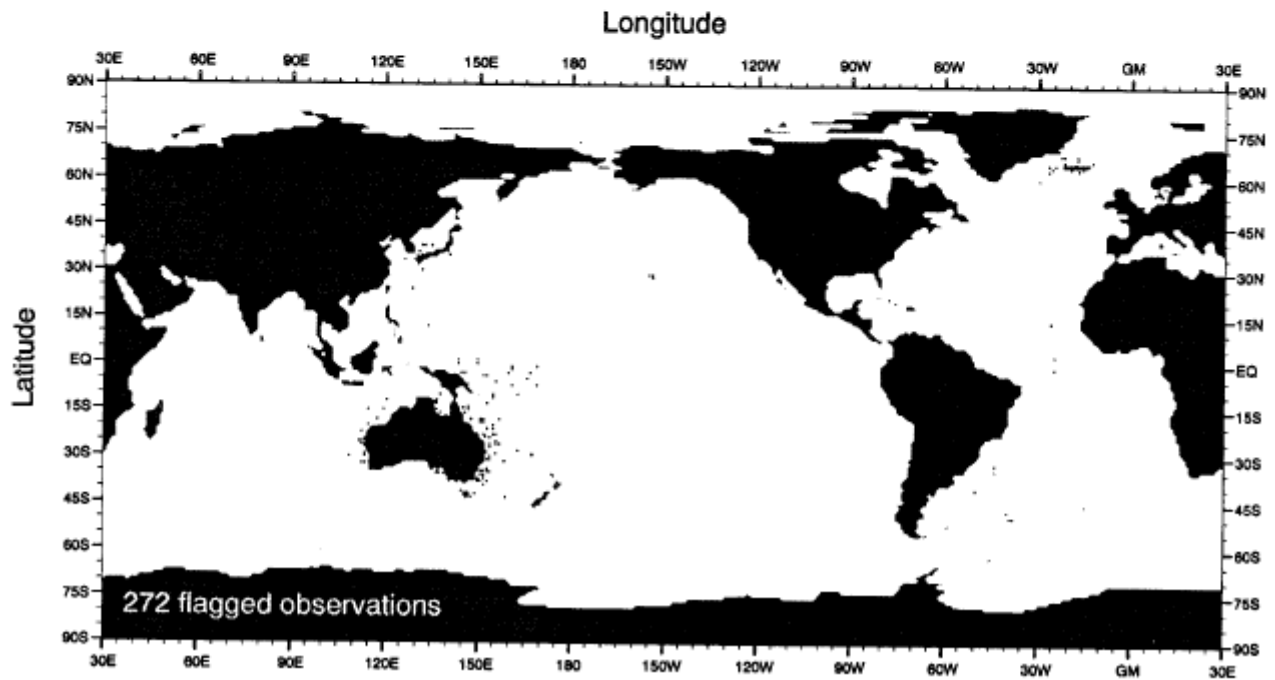 Longitude
30E 60E 90E 120E 150E 180 150W 120W 90W 60W 30W GM 30E
90N 90N
75N 75N
60N 60N
45N 45N
30N 30N
15N 15N
EQ EQ
Latitude
15S 15S
30S 30S
45S 45S
60S 60S
75S 75S
272 flagged observations
90S 90S
30E 60E 90E 120E 150E 180 150W 120W 90W 60W 30W GM 30E